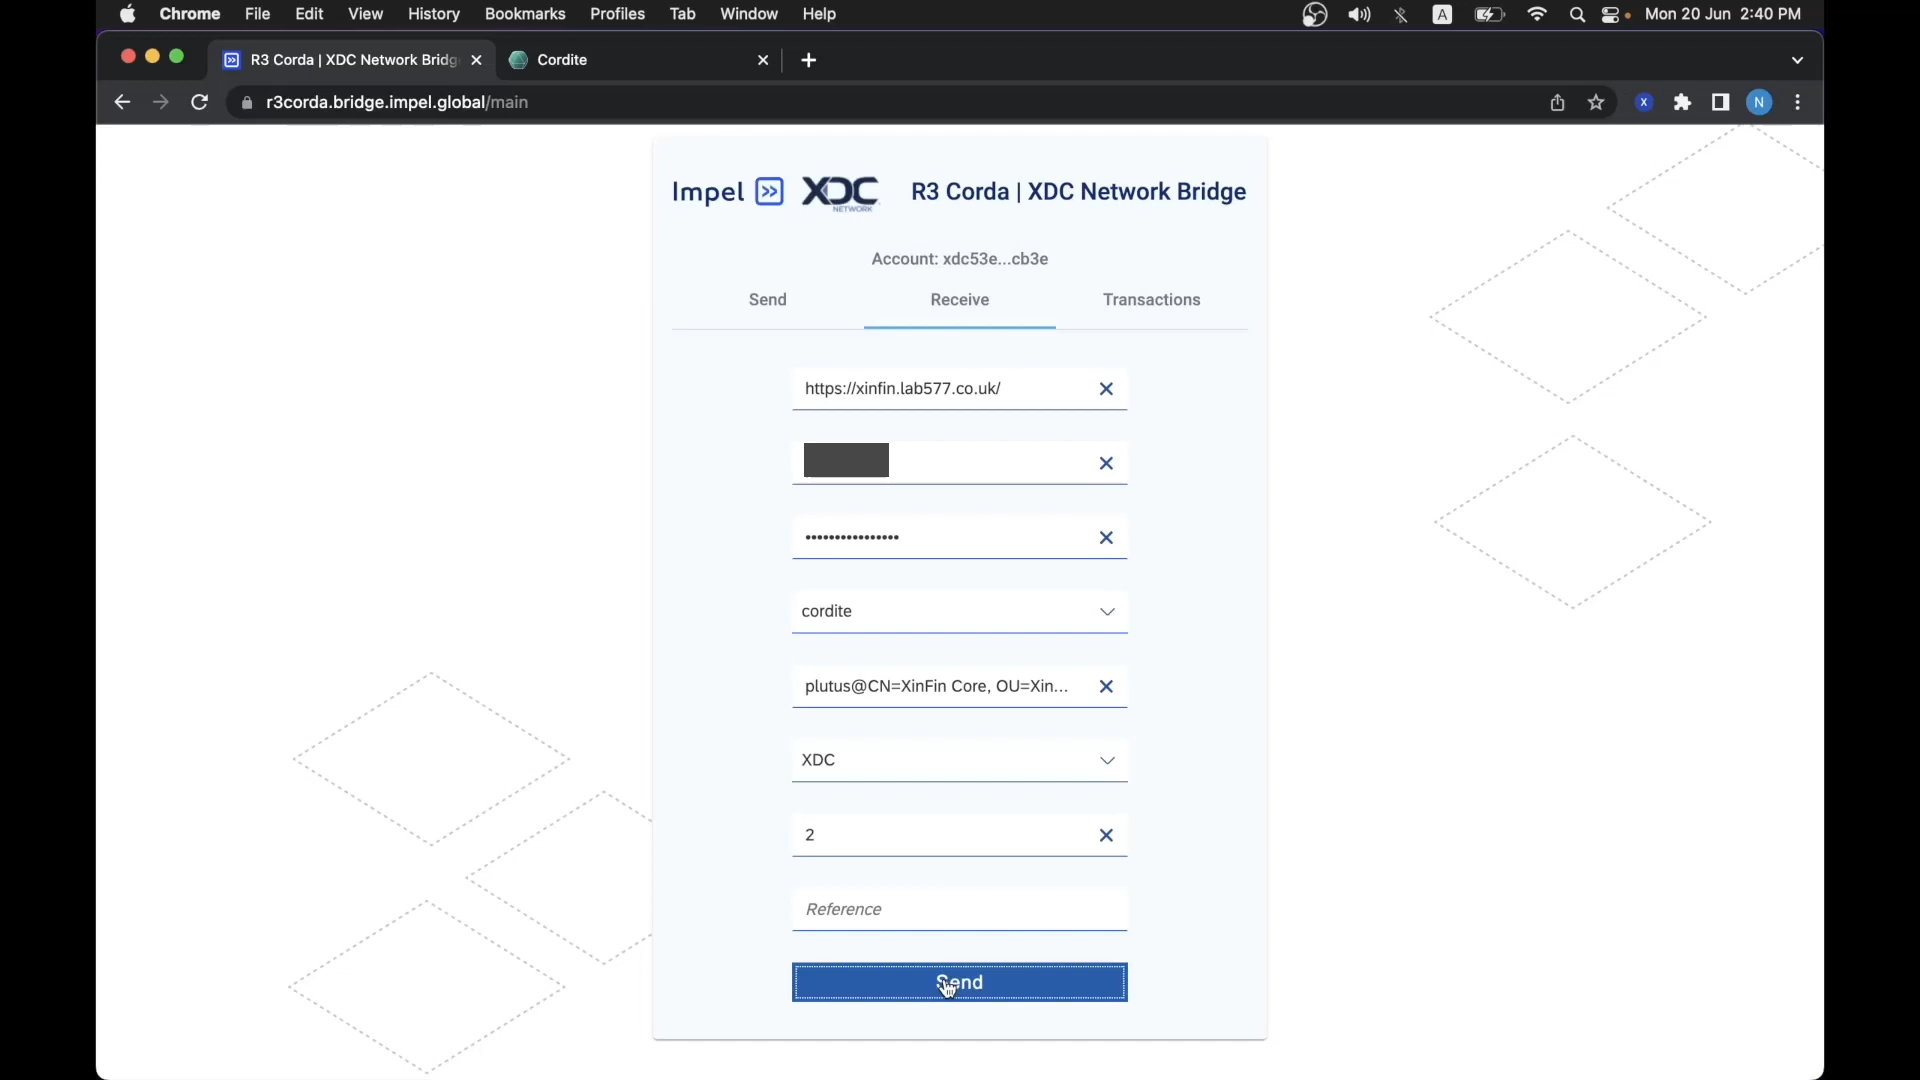 Chrome File Edit View History Bookmarks Profiles Tab Window Help A Mon 20 Jun 2:40 PM
R3 Corda | XDC Network Bridg Cordite
r3corda.bridge.impel.global/main X N
Impel XDC NETWORK R3 Corda | XDC Network Bridge
Account: xdc53e...cb3e
Send Receive Transactions
https://xinfin.lab577.co.uk/
••••••••••••••••
cordite
plutus@CN=XinFin Core, OU=Xin...
XDC
2
Reference
Send